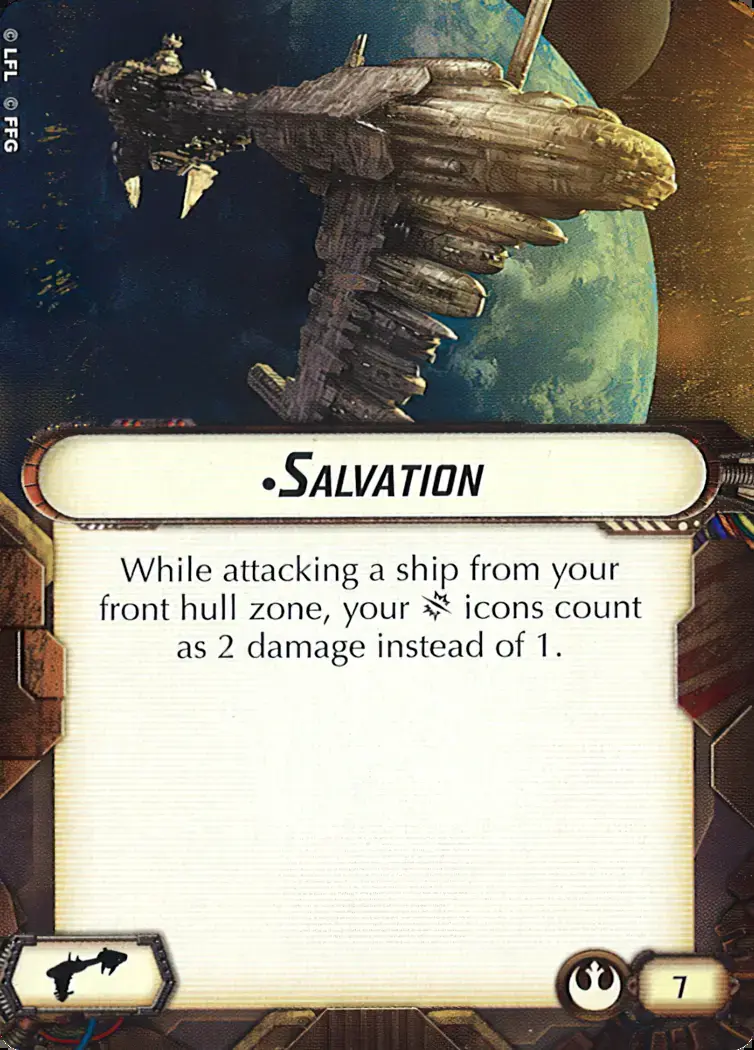 © LFL © FFG
•SALVATION
While attacking a ship from your
front hull zone, your icons count
as 2 damage instead of 1.
7